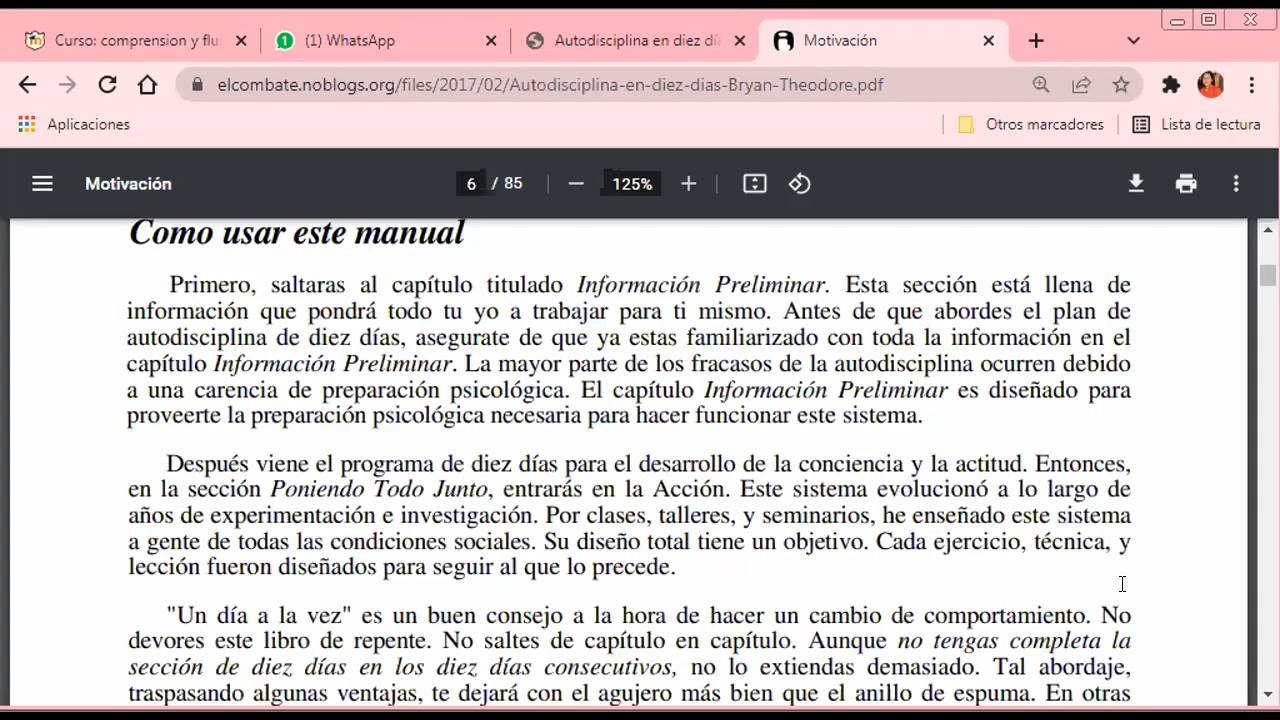 Curso: comprension y flu
(1) WhatsApp
Autodisciplina en diez dí
Motivación
elcombate.noblogs.org/files/2017/02/Autodisciplina-en-diez-dias-Bryan-Theodore.pdf
Aplicaciones
Otros marcadores
Lista de lectura
Motivación
6 / 85
125%
Como usar este manual
Primero, saltaras al capítulo titulado Información Preliminar. Esta sección está llena de
información que pondrá todo tu yo a trabajar para ti mismo. Antes de que abordes el plan de
autodisciplina de diez días, asegurate de que ya estas familiarizado con toda la información en el
capítulo Información Preliminar. La mayor parte de los fracasos de la autodisciplina ocurren debido
a una carencia de preparación psicológica. El capítulo Información Preliminar es diseñado para
proveerte la preparación psicológica necesaria para hacer funcionar este sistema.
Después viene el programa de diez días para el desarrollo de la conciencia y la actitud. Entonces,
en la sección Poniendo Todo Junto, entrarás en la Acción. Este sistema evolucionó a lo largo de
años de experimentación e investigación. Por clases, talleres, y seminarios, he enseñado este sistema
a gente de todas las condiciones sociales. Su diseño total tiene un objetivo. Cada ejercicio, técnica, y
lección fueron diseñados para seguir al que lo precede.
"Un día a la vez" es un buen consejo a la hora de hacer un cambio de comportamiento. No
devores este libro de repente. No saltes de capítulo en capítulo. Aunque no tengas completa la
sección de diez días en los diez días consecutivos, no lo extiendas demasiado. Tal abordaje,
traspasando algunas ventajas, te dejará con el agujero más bien que el anillo de espuma. En otras